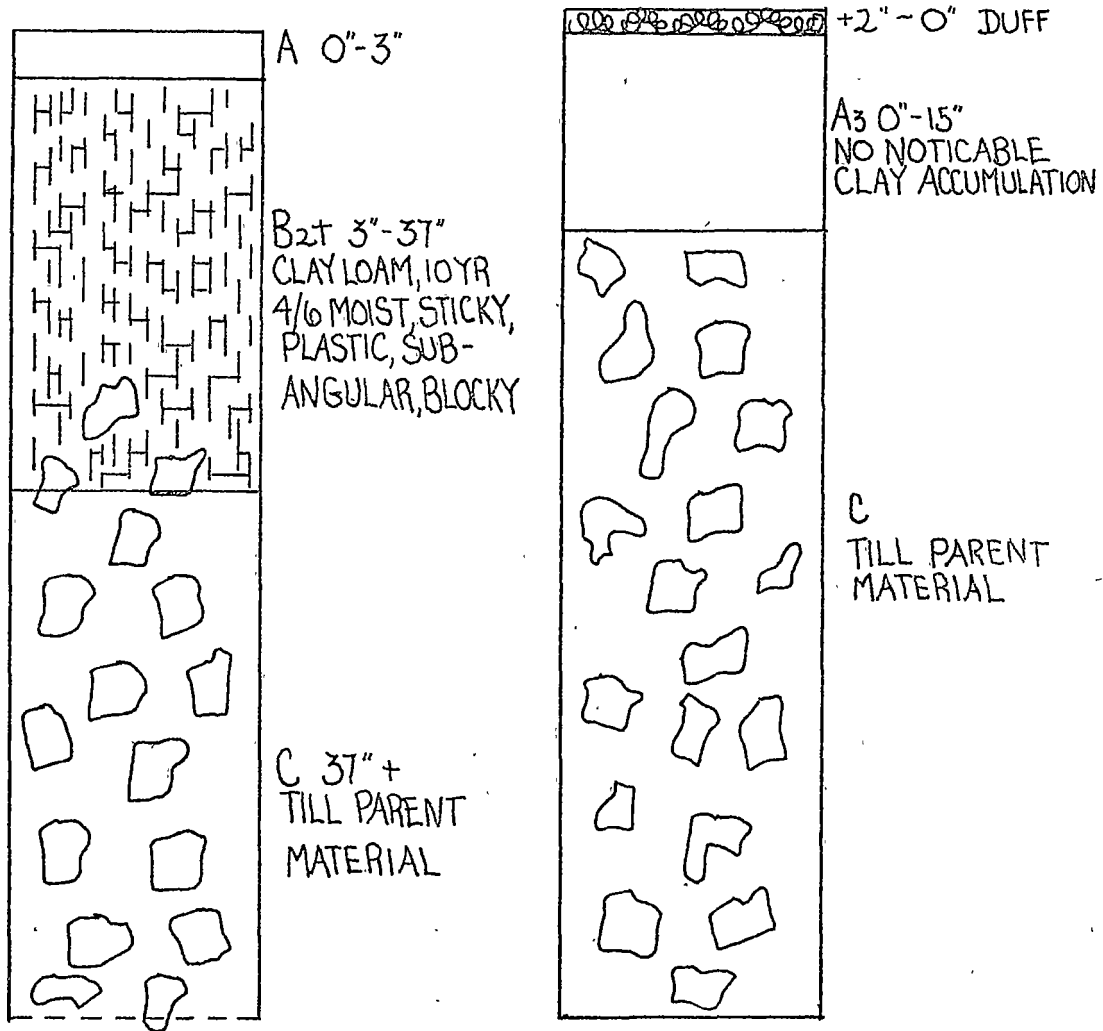 A 0"-3"
B2t 3"-37"
CLAY LOAM, 10YR
4/6 MOIST, STICKY,
PLASTIC, SUB-
ANGULAR, BLOCKY
C 37" +
TILL PARENT
MATERIAL
+2" ~ 0" DUFF
A3 0"-15"
NO NOTICABLE
CLAY ACCUMULATION
C
TILL PARENT
MATERIAL